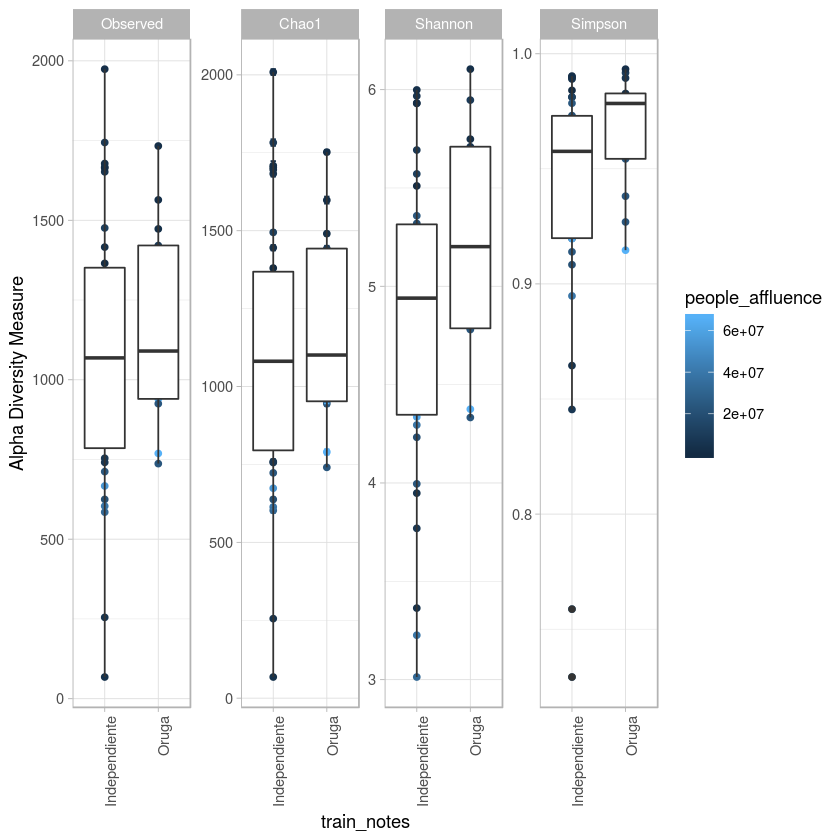 Observed
Chao1
Shannon
Simpson
Alpha Diversity Measure
2000
1500
1000
500
0
2000
1500
1000
500
0
6
5
4
3
1.0
0.9
0.8
Independiente
Oruga
Independiente
Oruga
Independiente
Oruga
Independiente
Oruga
train_notes
people_affluence
6e+07
4e+07
2e+07